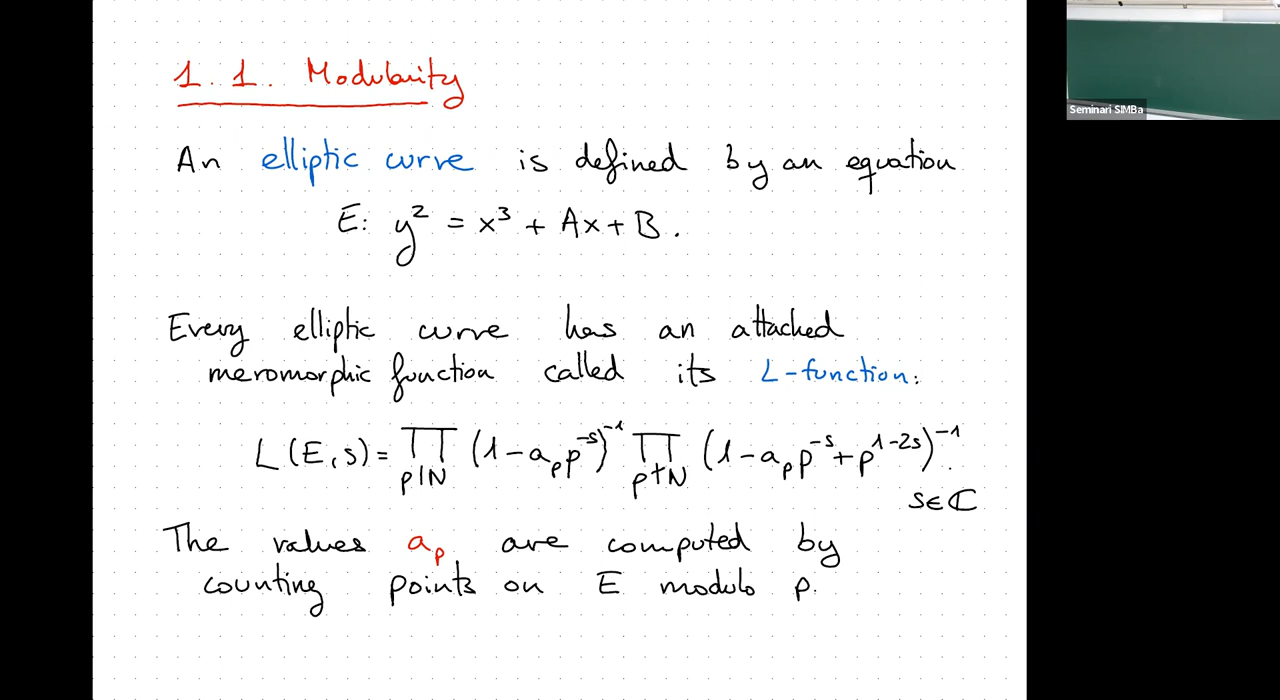 1.1. Modularity
An elliptic curve is defined by an equation
E: y² = x³ + Ax + B.
Every elliptic curve has an attached
meromorphic function called its L-function:
L(E,s) = ∏_{p|N} (1 - a_p p^{-s})^{-1} ∏_{p∤N} (1 - a_p p^{-s} + p^{1-2s})^{-1}.
s∈ℂ
The values a_p are computed by
counting points on E modulo p.
Seminari SIMBa